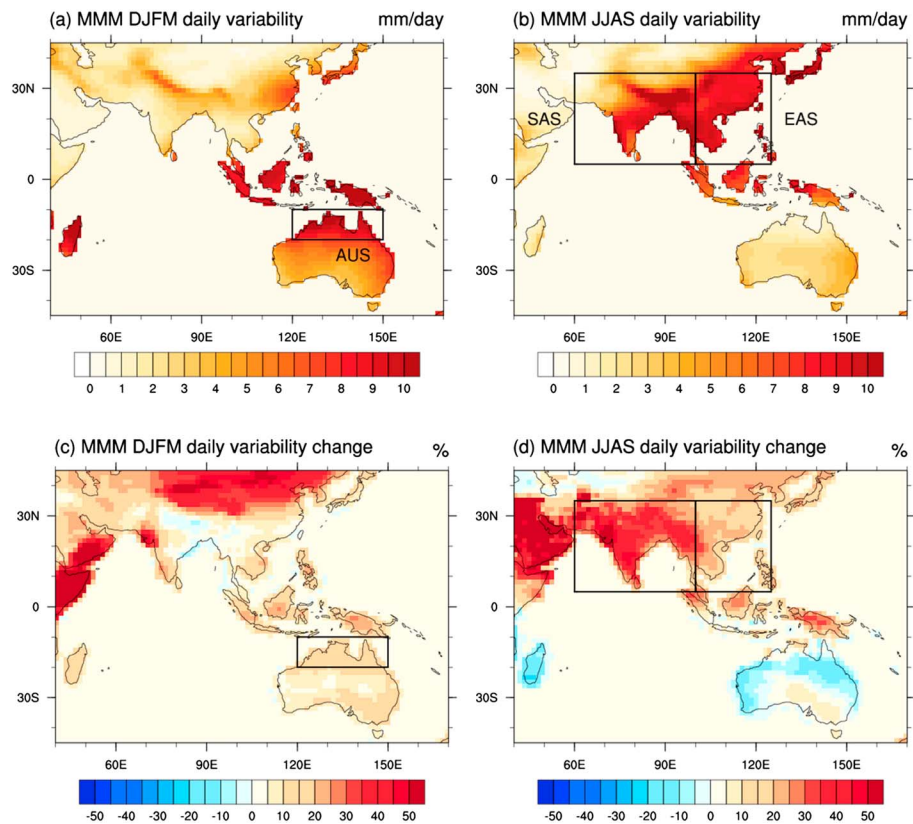 (a) MMM DJFM daily variability mm/day
30N
0
30S
AUS
60E 90E 120E 150E
0 1 2 3 4 5 6 7 8 9 10
(b) MMM JJAS daily variability mm/day
30N
0
30S
SAS EAS
60E 90E 120E 150E
0 1 2 3 4 5 6 7 8 9 10
(c) MMM DJFM daily variability change %
30N
0
30S
60E 90E 120E 150E
-50 -40 -30 -20 -10 0 10 20 30 40 50
(d) MMM JJAS daily variability change %
30N
0
30S
60E 90E 120E 150E
-50 -40 -30 -20 -10 0 10 20 30 40 50